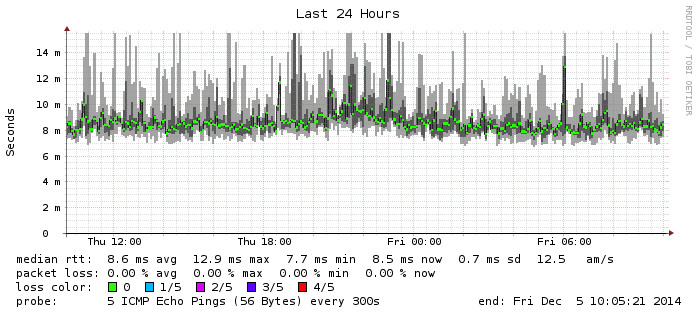 Last 24 Hours
RRDTOOL / TOBI OETIKER
Seconds
14 m
12 m
10 m
8 m
6 m
4 m
2 m
0
Thu 12:00 Thu 18:00 Fri 00:00 Fri 06:00
median rtt: 8.6 ms avg 12.9 ms max 7.7 ms min 8.5 ms now 0.7 ms sd 12.5 am/s
packet loss: 0.00 % avg 0.00 % max 0.00 % min 0.00 % now
loss color: 0 1/5 2/5 3/5 4/5
probe: 5 ICMP Echo Pings (56 Bytes) every 300s end: Fri Dec 5 10:05:21 2014